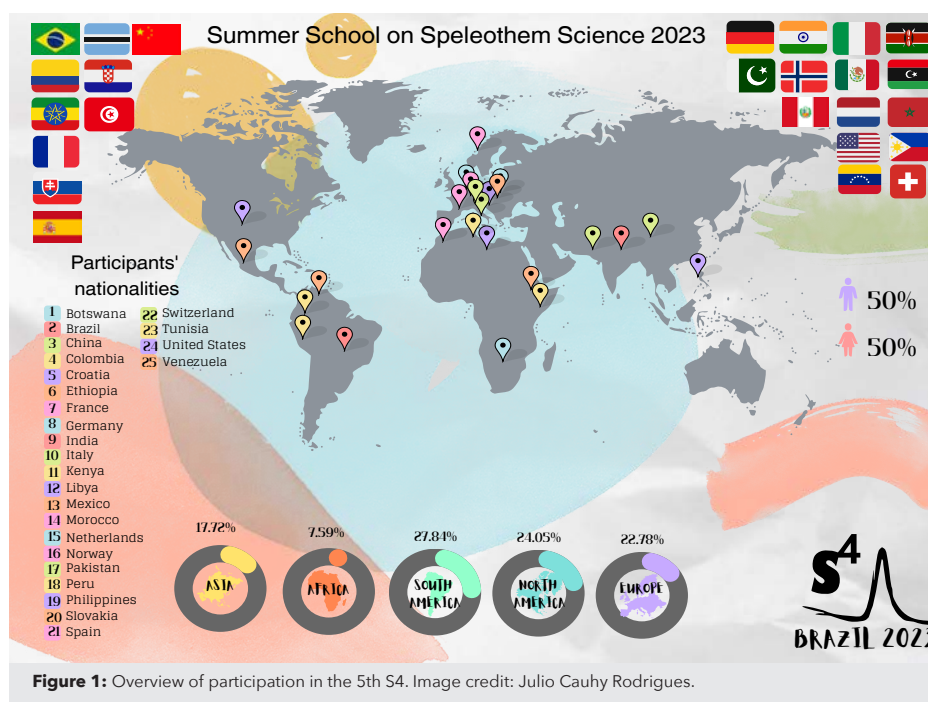 Summer School on Speleothem Science 2023
Participants'
nationalities
1 Botswana
2 Brazil
3 China
4 Colombia
5 Croatia
6 Ethiopia
7 France
8 Germany
9 India
10 Italy
11 Kenya
12 Libya
13 Mexico
14 Morocco
15 Netherlands
16 Norway
17 Pakistan
18 Peru
19 Philippines
20 Slovakia
21 Spain
22 Switzerland
23 Tunisia
24 United States
25 Venezuela
50%
50%
17.72%
ASIA
7.59%
AFRICA
27.84%
SOUTH
AMERICA
24.05%
NORTH
AMERICA
22.78%
EUROPE
S4
BRAZIL 2023
Figure 1: Overview of participation in the 5th S4. Image credit: Julio Cauhy Rodrigues.